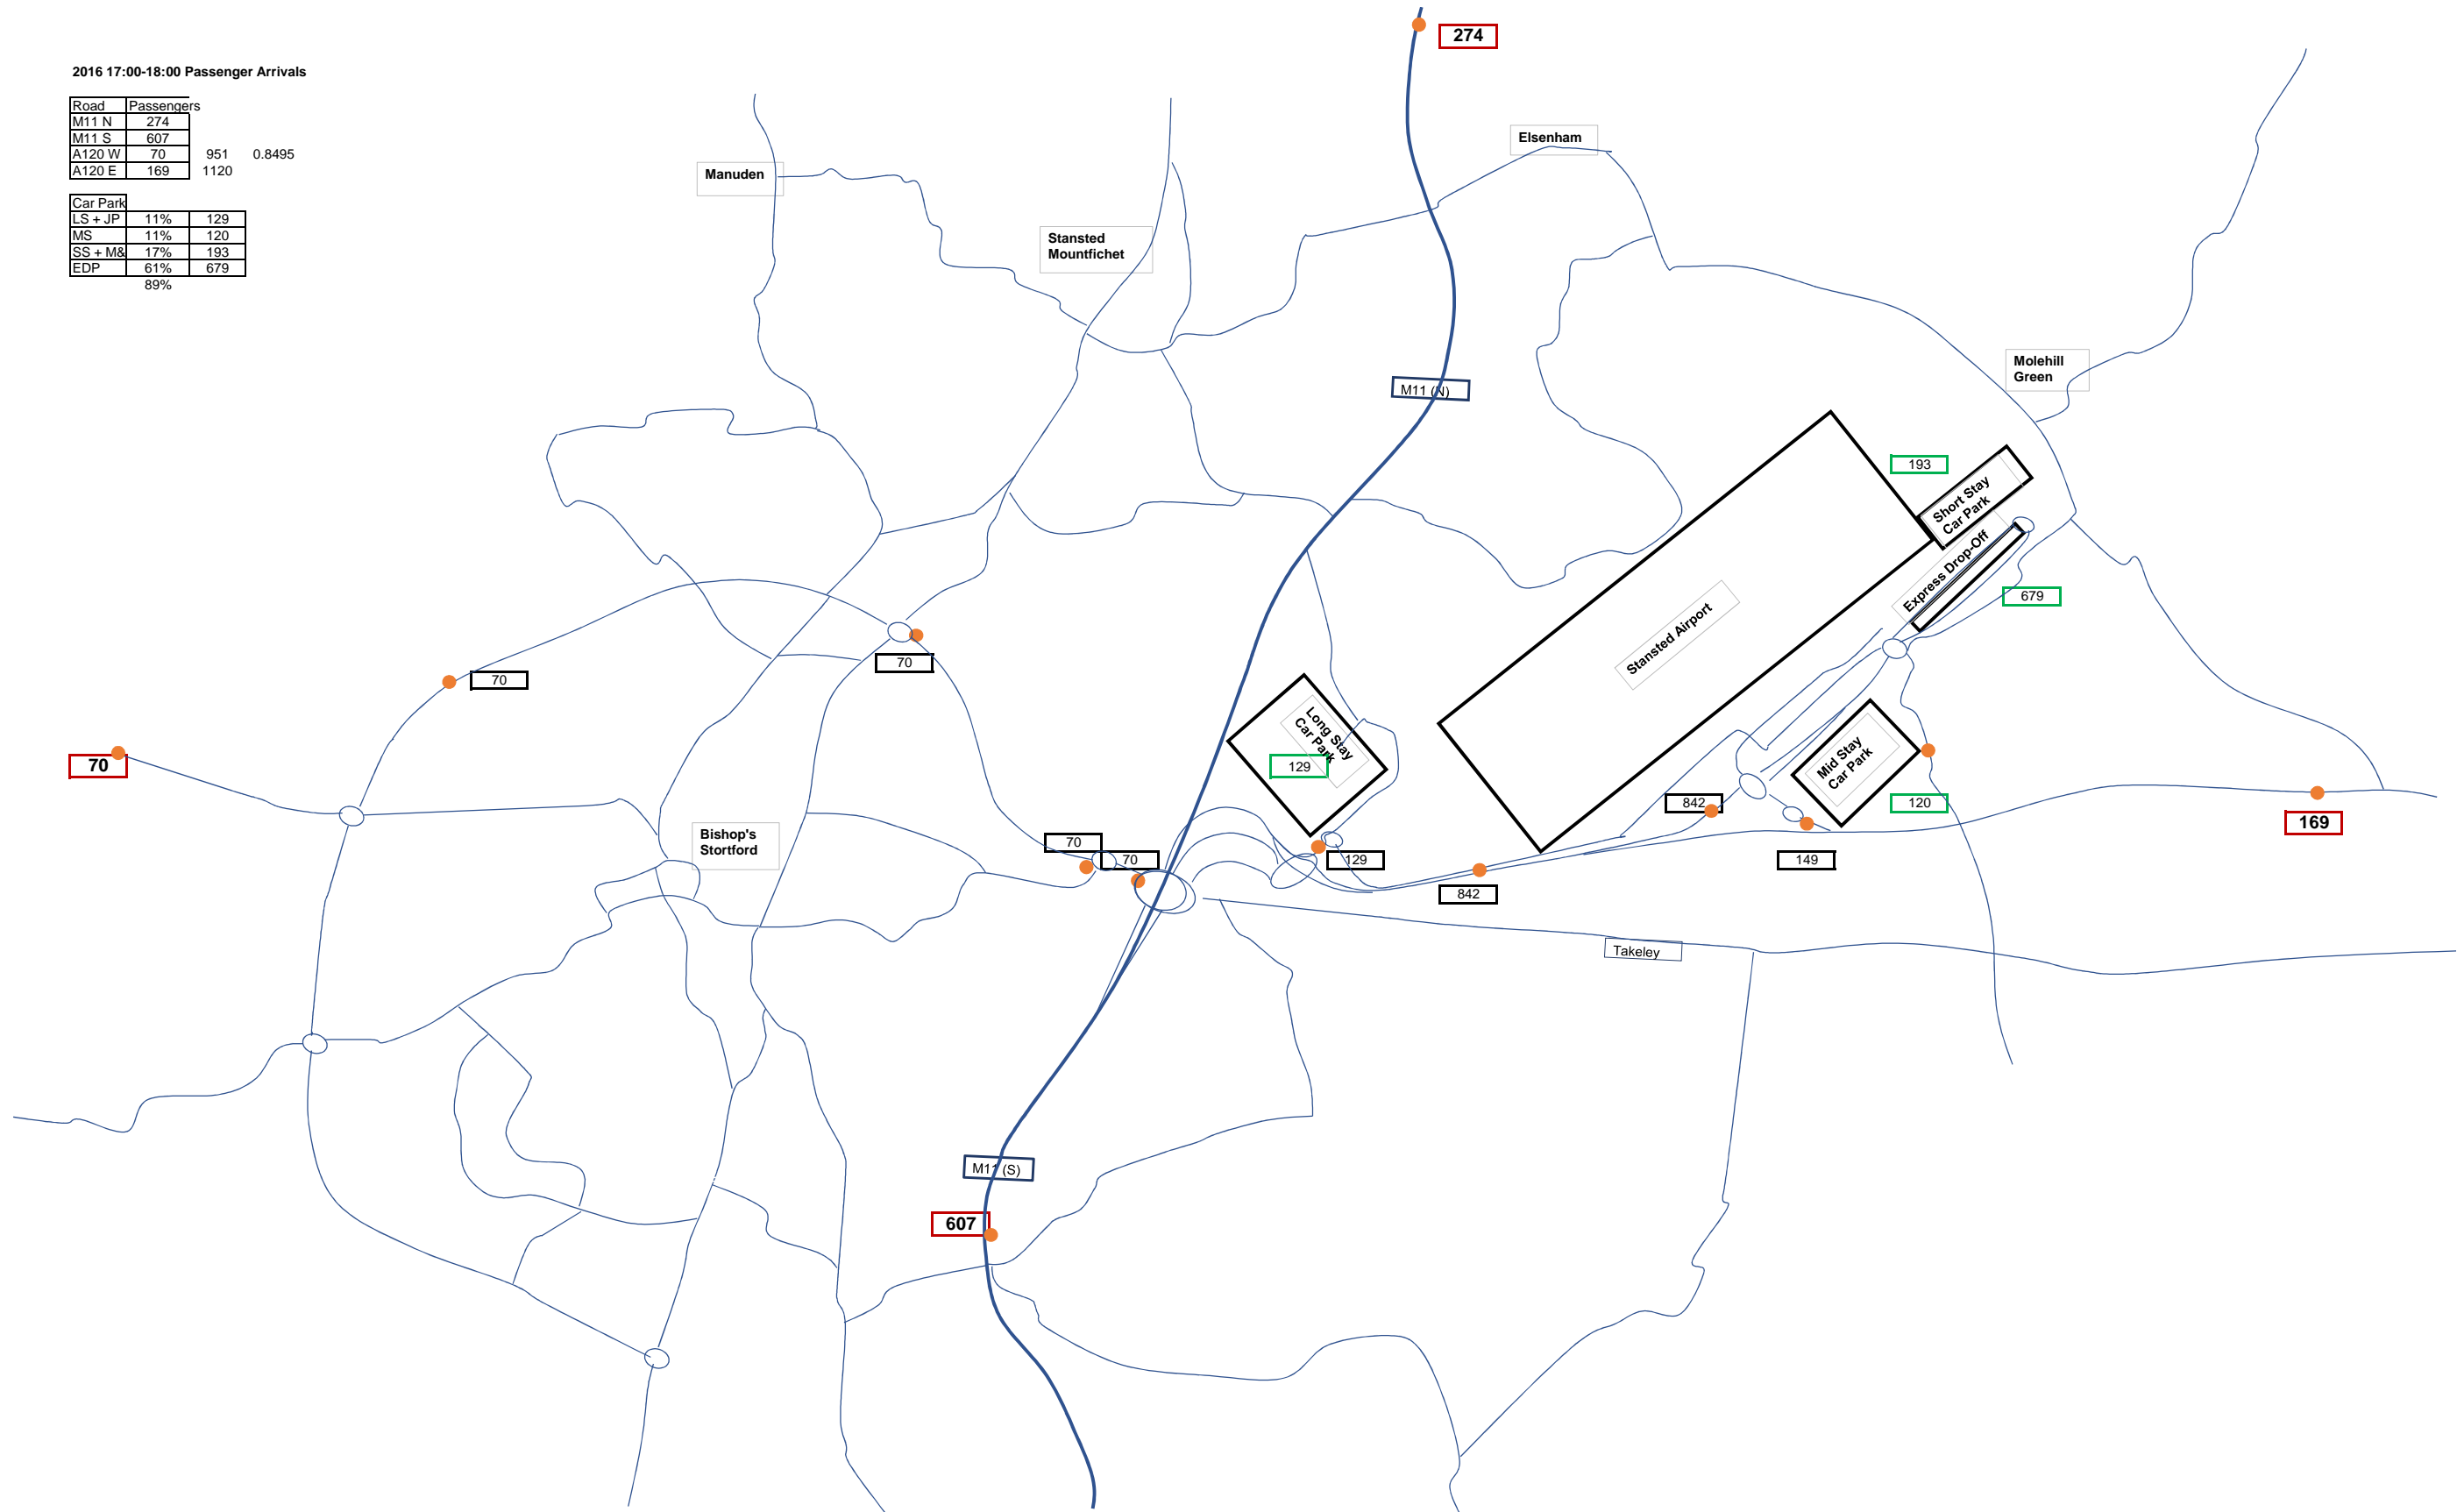 274
2016 17:00-18:00 Passenger Arrivals
Road Passengers
M11 N 274
M11 S 607
A120 W 70 951 0.8495
A120 E 169 1120
Car Park
LS + JP 11% 129
MS 11% 120
SS + M& 17% 193
EDP 61% 679
89%
Elsenham
Manuden
Stansted
Mountfichet
Molehill
Green
M11 (N)
193
Short Stay
Car Park
Express Drop-Off
679
Stansted Airport
70
70
70
Long Stay
Car Park
129
Mid Stay
Car Park
842
120
169
Bishop's
Stortford
70
70
129
149
842
Takeley
M11 (S)
607